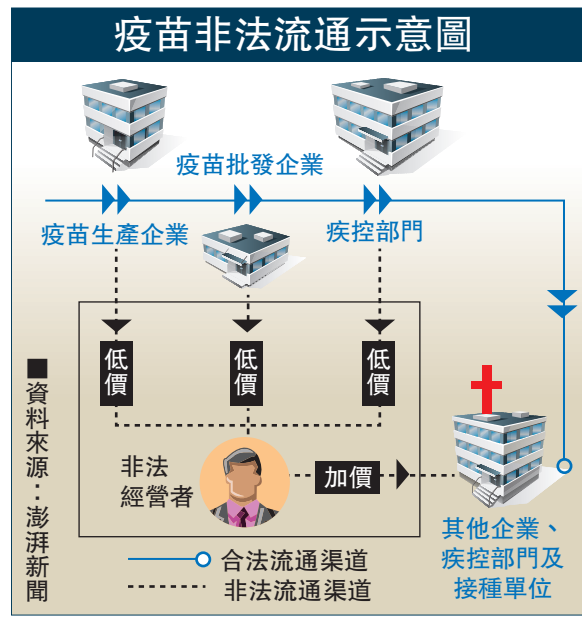 疫苗非法流通示意圖
疫苗批發企業
疫苗生產企業
疾控部門
低價
低價
低價
非法
經營者
加價
其他企業、
疾控部門及
接種單位
合法流通渠道
非法流通渠道
■資料來源：澎湃新聞